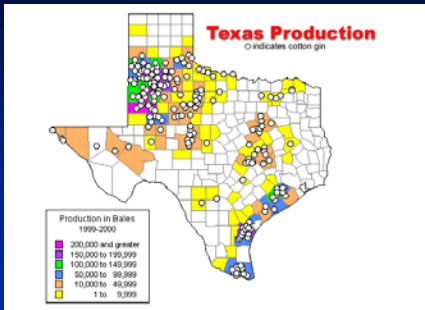 Texas Production
O indicates cotton gin
Production in Bales
1999-2000
200,000 and greater
150,000 to 199,999
100,000 to 149,999
50,000 to 99,999
10,000 to 49,999
1 to 9,999